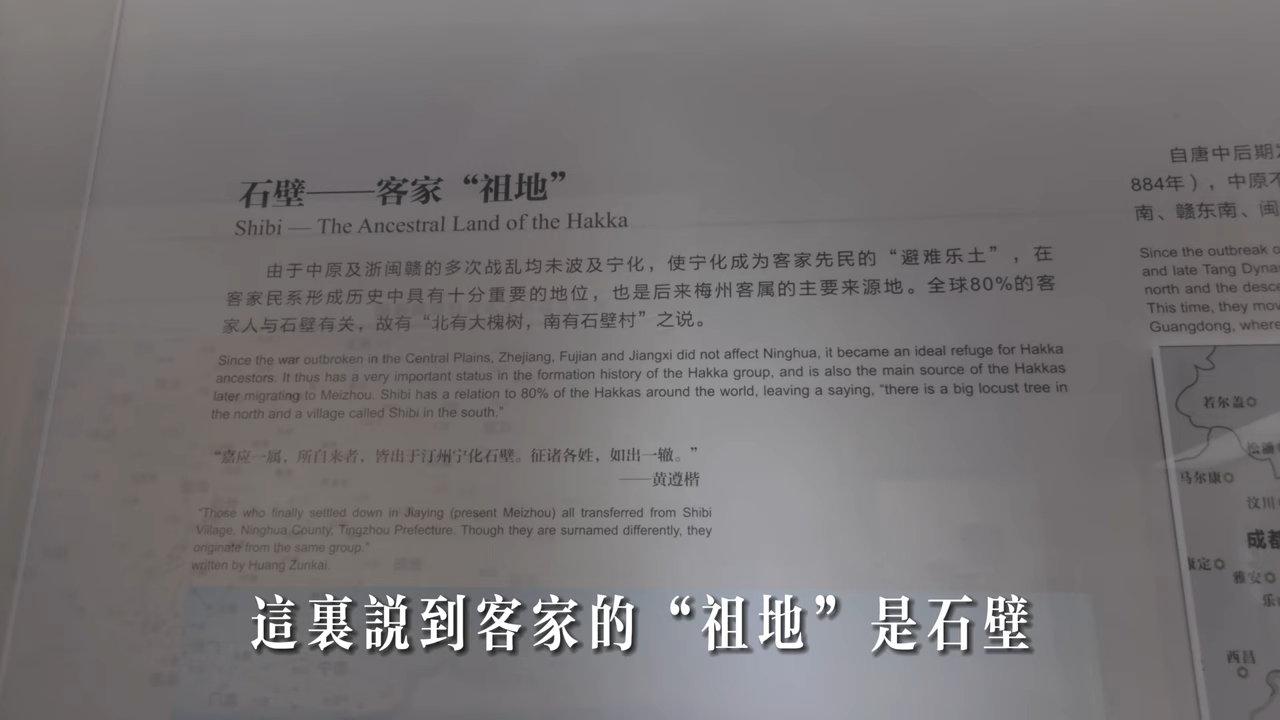 石壁——客家“祖地”
Shibi — The Ancestral Land of the Hakka
由于中原及浙闽赣的多次战乱均未波及宁化，使宁化成为客家先民的“避难乐土”，在
客家民系形成历史中具有十分重要的地位，也是后来梅州客属的主要来源地。全球80%的客
家人与石壁有关，故有“北有大槐树，南有石壁村”之说。
Since the war outbroken in the Central Plains, Zhejiang, Fujian and Jiangxi did not affect Ninghua, it became an ideal refuge for Hakka
ancestors. It thus has a very important status in the formation history of the Hakka group, and is also the main source of the Hakkas
later migrating to Meizhou. Shibi has a relation to 80% of the Hakkas around the world, leaving a saying, “there is a big locust tree in
the north and a village called Shibi in the south.”
“嘉应一属，所自来者，皆出于汀州宁化石壁。征诸各姓，如出一辙。”
——黄遵楷
“Those who finally settled down in Jiaying (present Meizhou) all transferred from Shibi
Village, Ninghua County, Tingzhou Prefecture. Though they are surnamed differently, they
originate from the same group.”
written by Huang Zunkai.
自唐中后期
884年），中原不
南、赣东南、闽
Since the outbreak
and late Tang
north and the
This time, they
Guangdong, where
若尔盖
松潘
马尔康
汶川
成都
康定
雅安
乐
西昌
這裏説到客家的“祖地”是石壁